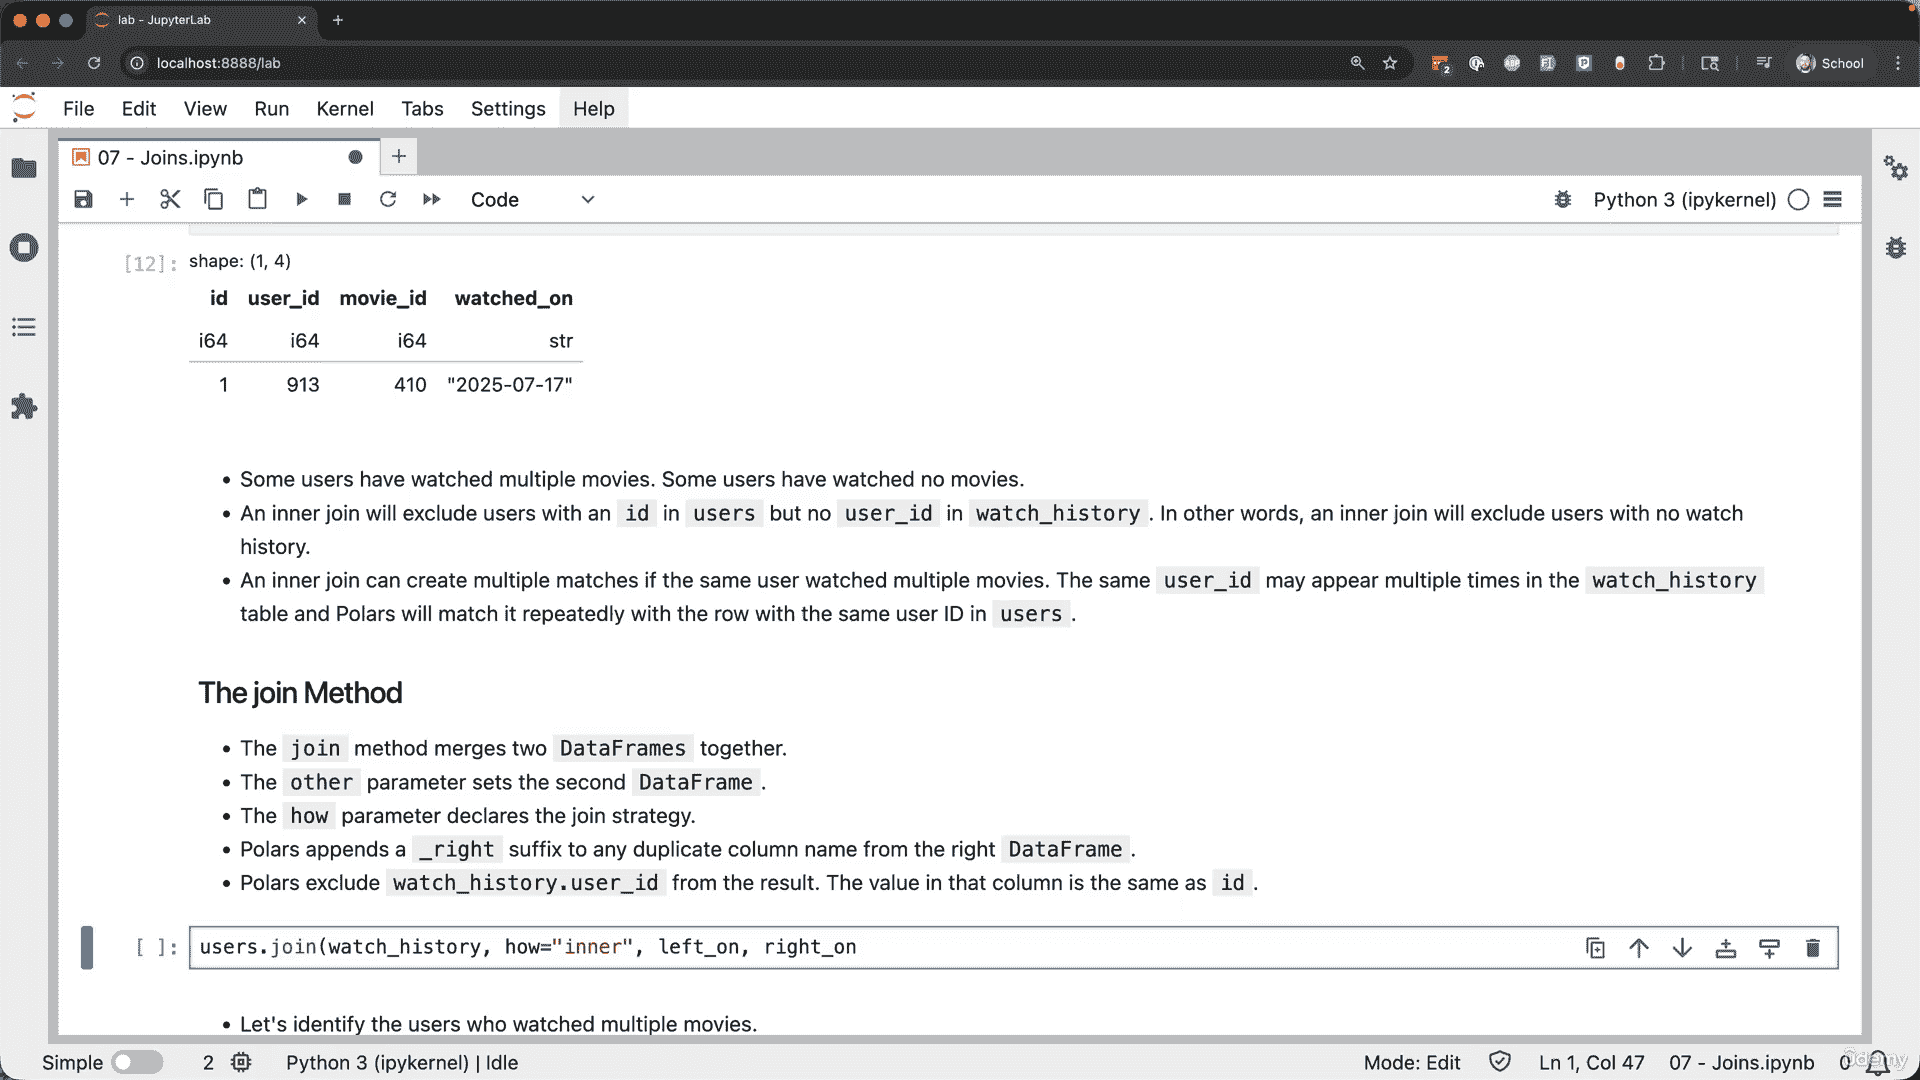 lab - JupyterLab
localhost:8888/lab
2
ABP
School
File Edit View Run Kernel Tabs Settings Help
07 - Joins.ipynb
Code
Python 3 (ipykernel)
[12]: shape: (1, 4)
id user_id movie_id watched_on
i64 i64 i64 str
1 913 410 "2025-07-17"
• Some users have watched multiple movies. Some users have watched no movies.
• An inner join will exclude users with an id in users but no user_id in watch_history . In other words, an inner join will exclude users with no watch
history.
• An inner join can create multiple matches if the same user watched multiple movies. The same user_id may appear multiple times in the watch_history
table and Polars will match it repeatedly with the row with the same user ID in users .
The join Method
• The join method merges two DataFrames together.
• The other parameter sets the second DataFrame .
• The how parameter declares the join strategy.
• Polars appends a _right suffix to any duplicate column name from the right DataFrame .
• Polars exclude watch_history.user_id from the result. The value in that column is the same as id .
[ ]: users.join(watch_history, how="inner", left_on, right_on
• Let's identify the users who watched multiple movies.
Simple 2 Python 3 (ipykernel) | Idle Mode: Edit Ln 1, Col 47 07 - Joins.ipynb 0
Udemy